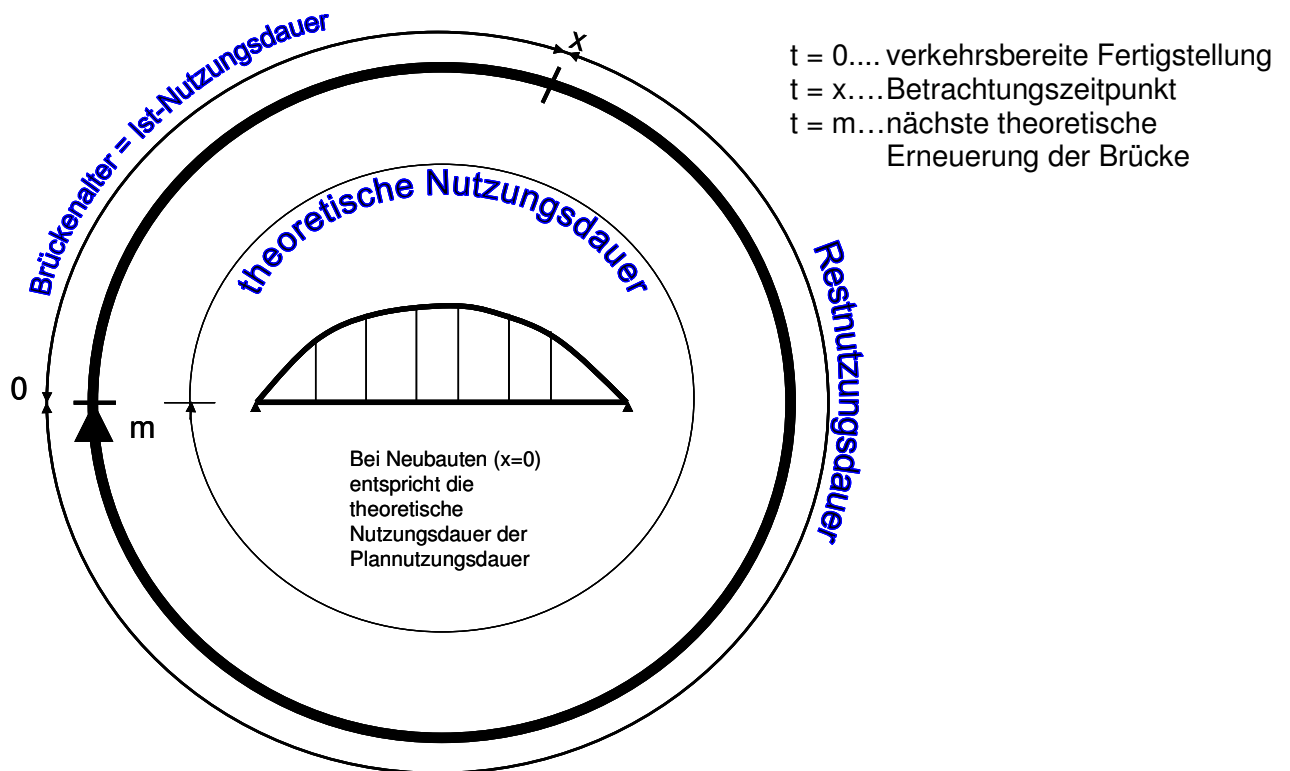 Brückenalter = Ist-Nutzungsdauer
x
t = 0.... verkehrsbereite Fertigstellung
t = x....Betrachtungszeitpunkt
t = m...nächste theoretische
Erneuerung der Brücke
theoretische Nutzungsdauer
Restnutzungsdauer
0
m
Bei Neubauten (x=0)
entspricht die
theoretische
Nutzungsdauer der
Plannutzungsdauer